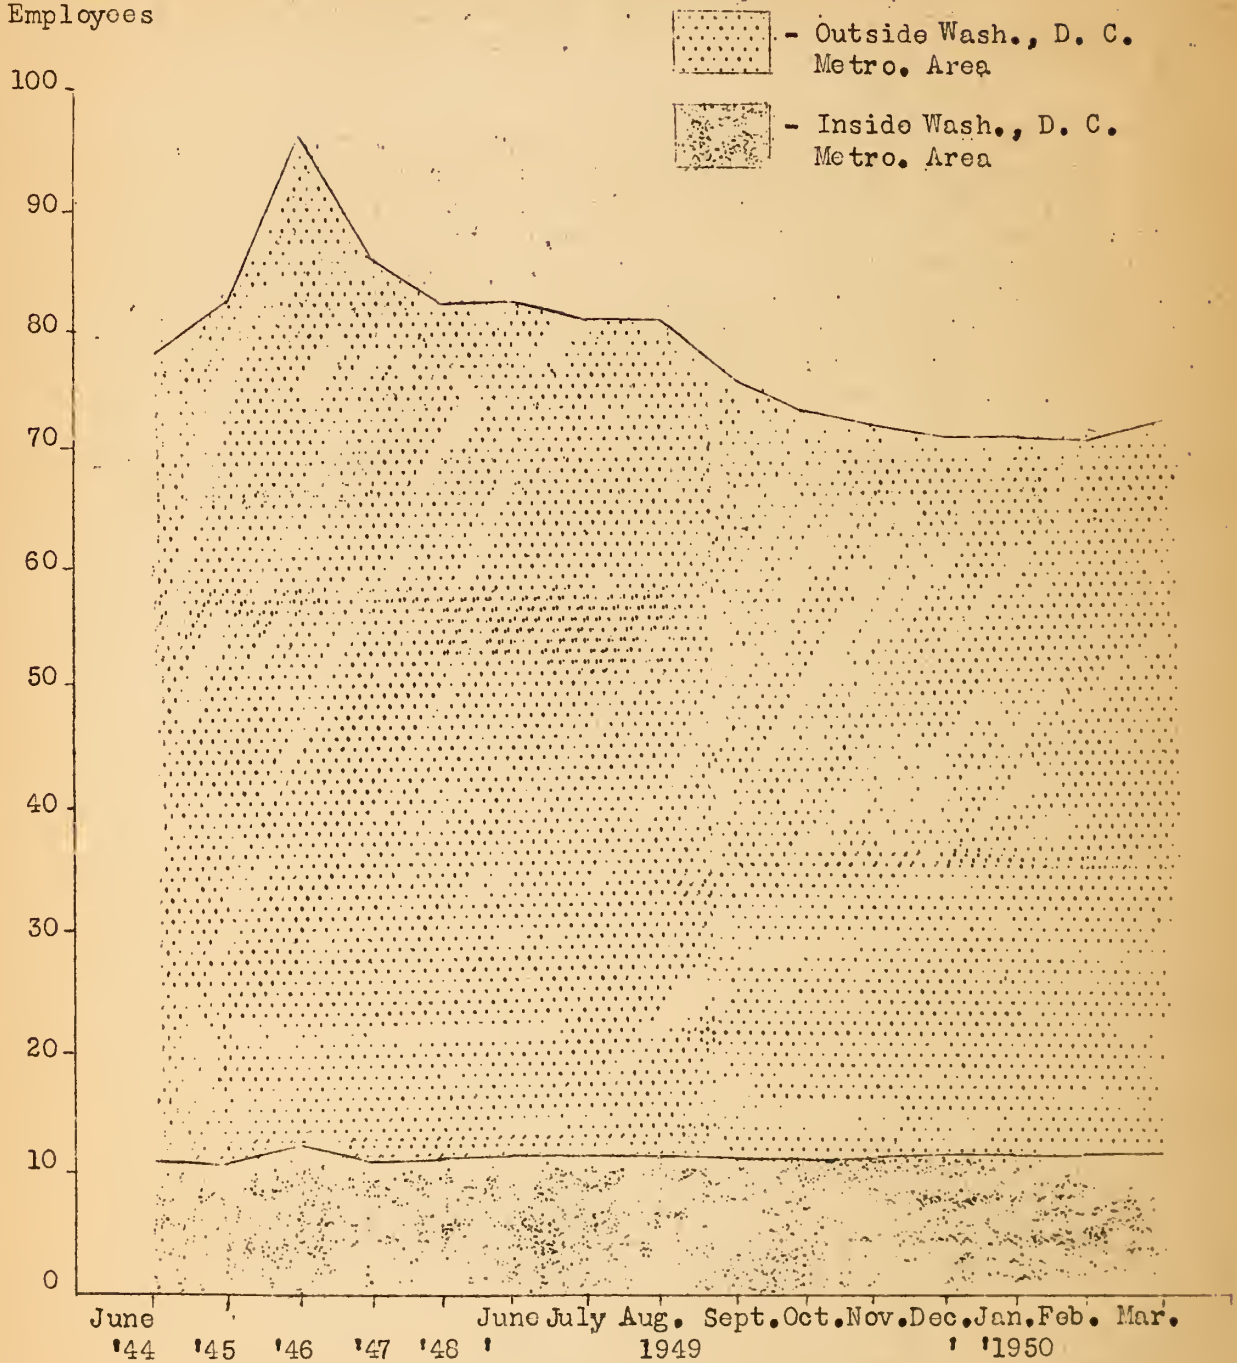 Employees
- Outside Wash., D. C.
Metro. Area
- Inside Wash., D. C.
Metro. Area
100
90
80
70
60
50
40
30
20
10
0
June June July Aug. Sept. Oct. Nov. Dec. Jan. Feb. Mar.
'44 '45 '46 '47 '48 ' 1949 ' '1950